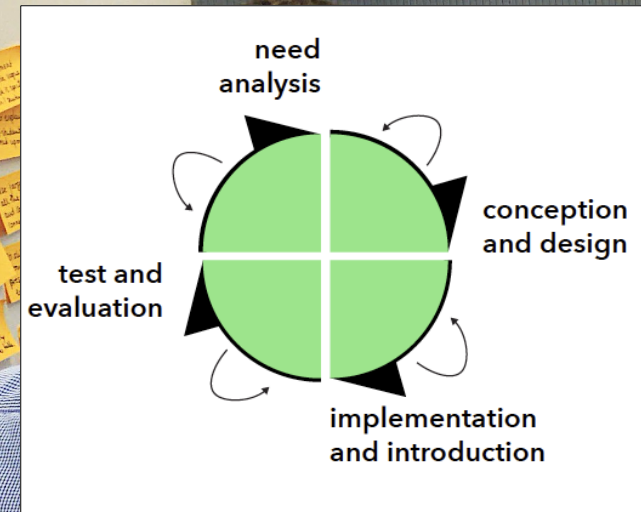 need
analysis
conception
and design
test and
evaluation
implementation
and introduction